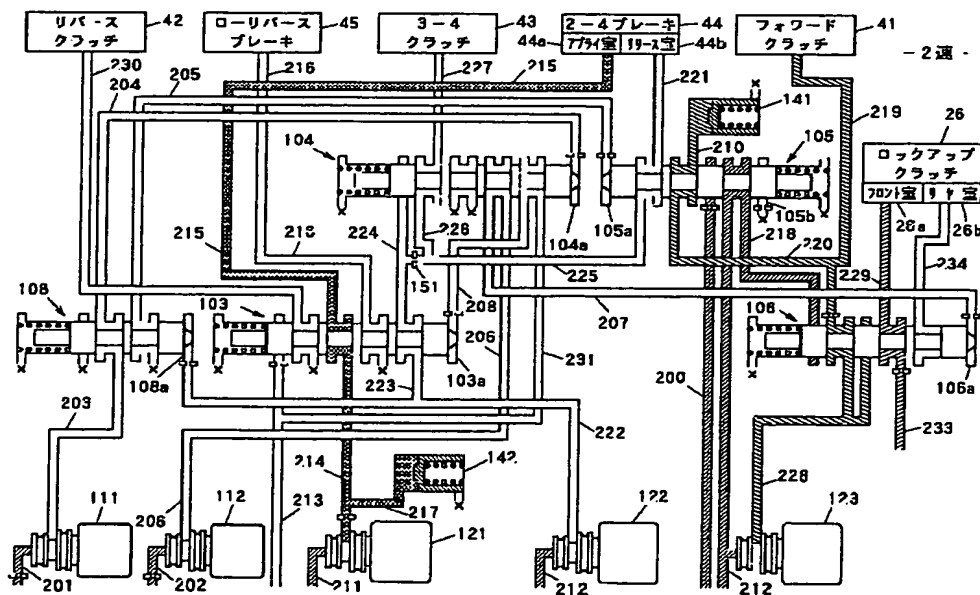 42 45 43 2-4ブレーキ 44 41
リバース
クラッチ
ローリバース
ブレーキ
3-4
クラッチ
44a アプライ室 リリース室 44b
フォワード
クラッチ
- 2速 -
230 204 205 216 227 215 221 141 219 26
ロックアップ
クラッチ
フロント室 リヤ室
26a 26b
104 210 105
215 213 224 226 104a 105a 105b 218 220 234
151 225 229
108 103 208 206 207 106
231
108a 103a 106a
203 223 200 233
222
214 142 228
206 213 217
111 112 121 122 123
201 202 211 212 212